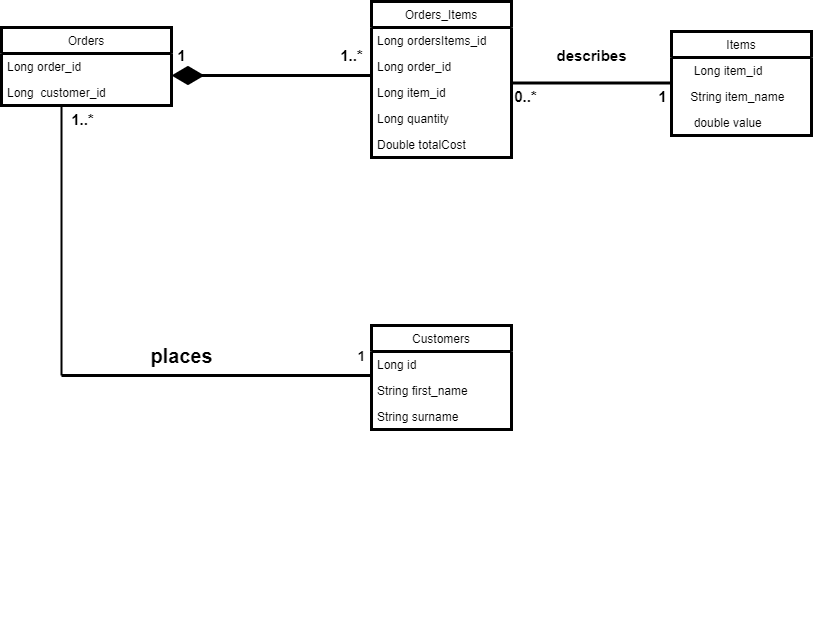 Orders
Long order_id
Long  customer_id
1
1..*
1..*
Orders_Items
Long ordersItems_id
Long order_id
Long item_id
Long quantity
Double totalCost
describes
0..*
1
Items
Long item_id
String item_name
double value
places
1
Customers
Long id
String first_name
String surname